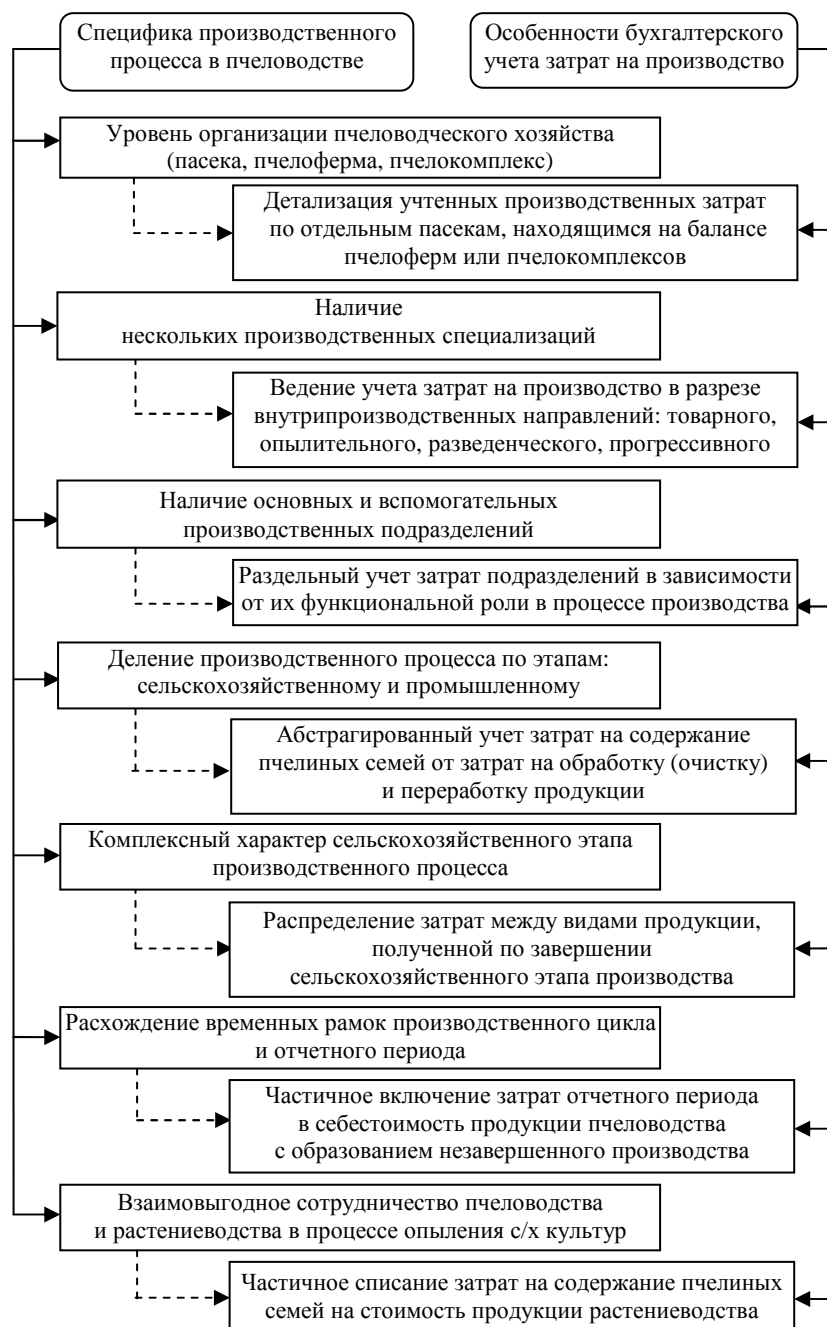 Специфика производственного
процесса в пчеловодстве
Особенности бухгалтерского
учета затрат на производство
Уровень организации пчеловодческого хозяйства
(пасека, пчелоферма, пчелокомплекс)
Детализация учтенных производственных затрат
по отдельным пасекам, находящимся на балансе
пчелоферм или пчелокомплексов
Наличие
нескольких производственных специализаций
Ведение учета затрат на производство в разрезе
внутрипроизводственных направлений: товарного,
опылительного, разведенческого, прогрессивного
Наличие основных и вспомогательных
производственных подразделений
Раздельный учет затрат подразделений в зависимости
от их функциональной роли в процессе производства
Деление производственного процесса по этапам:
сельскохозяйственному и промышленному
Абстрагированный учет затрат на содержание
пчелиных семей от затрат на обработку (очистку)
и переработку продукции
Комплексный характер сельскохозяйственного этапа
производственного процесса
Распределение затрат между видами продукции,
полученной по завершении
сельскохозяйственного этапа производства
Расхождение временных рамок производственного цикла
и отчетного периода
Частичное включение затрат отчетного периода
в себестоимость продукции пчеловодства
с образованием незавершенного производства
Взаимовыгодное сотрудничество пчеловодства
и растениеводства в процессе опыления с/х культур
Частичное списание затрат на содержание пчелиных
семей на стоимость продукции растениеводства